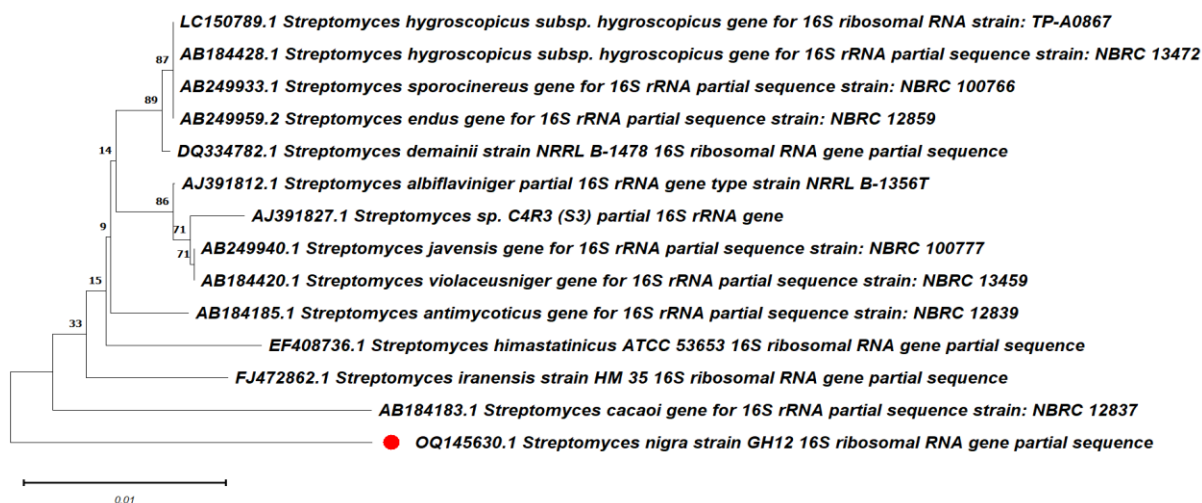 LC150789.1 Streptomyces hygroscopicus subsp. hygroscopicus gene for 16S ribosomal RNA strain: TP-A0867
AB184428.1 Streptomyces hygroscopicus subsp. hygroscopicus gene for 16S rRNA partial sequence strain: NBRC 13472
87
AB249933.1 Streptomyces sporocinereus gene for 16S rRNA partial sequence strain: NBRC 100766
89
AB249959.2 Streptomyces endus gene for 16S rRNA partial sequence strain: NBRC 12859
14
DQ334782.1 Streptomyces demainii strain NRRL B-1478 16S ribosomal RNA gene partial sequence
AJ391812.1 Streptomyces albiflaviniger partial 16S rRNA gene type strain NRRL B-1356T
86
AJ391827.1 Streptomyces sp. C4R3 (S3) partial 16S rRNA gene
9
71
AB249940.1 Streptomyces javensis gene for 16S rRNA partial sequence strain: NBRC 100777
71
AB184420.1 Streptomyces violaceusniger gene for 16S rRNA partial sequence strain: NBRC 13459
15
AB184185.1 Streptomyces antimycoticus gene for 16S rRNA partial sequence strain: NBRC 12839
33
EF408736.1 Streptomyces himastatinicus ATCC 53653 16S ribosomal RNA gene partial sequence
FJ472862.1 Streptomyces iranensis strain HM 35 16S ribosomal RNA gene partial sequence
AB184183.1 Streptomyces cacaoi gene for 16S rRNA partial sequence strain: NBRC 12837
OQ145630.1 Streptomyces nigra strain GH12 16S ribosomal RNA gene partial sequence
0.01